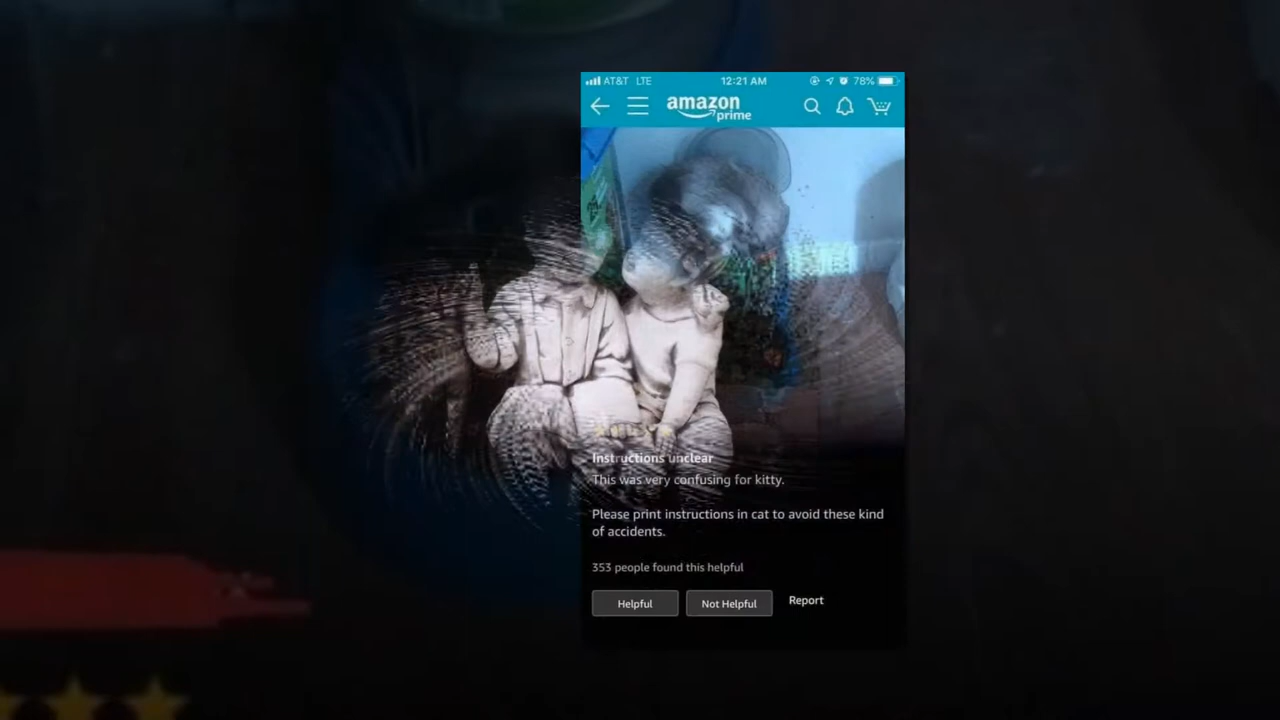 AT&T LTE 12:21 AM 78%
amazon prime
Instructions unclear
This was very confusing for kitty.
Please print instructions in cat to avoid these kind
of accidents.
353 people found this helpful
Helpful Not Helpful Report